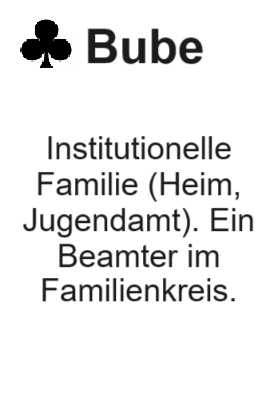 ♣ Bube
Institutionelle
Familie (Heim,
Jugendamt). Ein
Beamter im
Familienkreis.